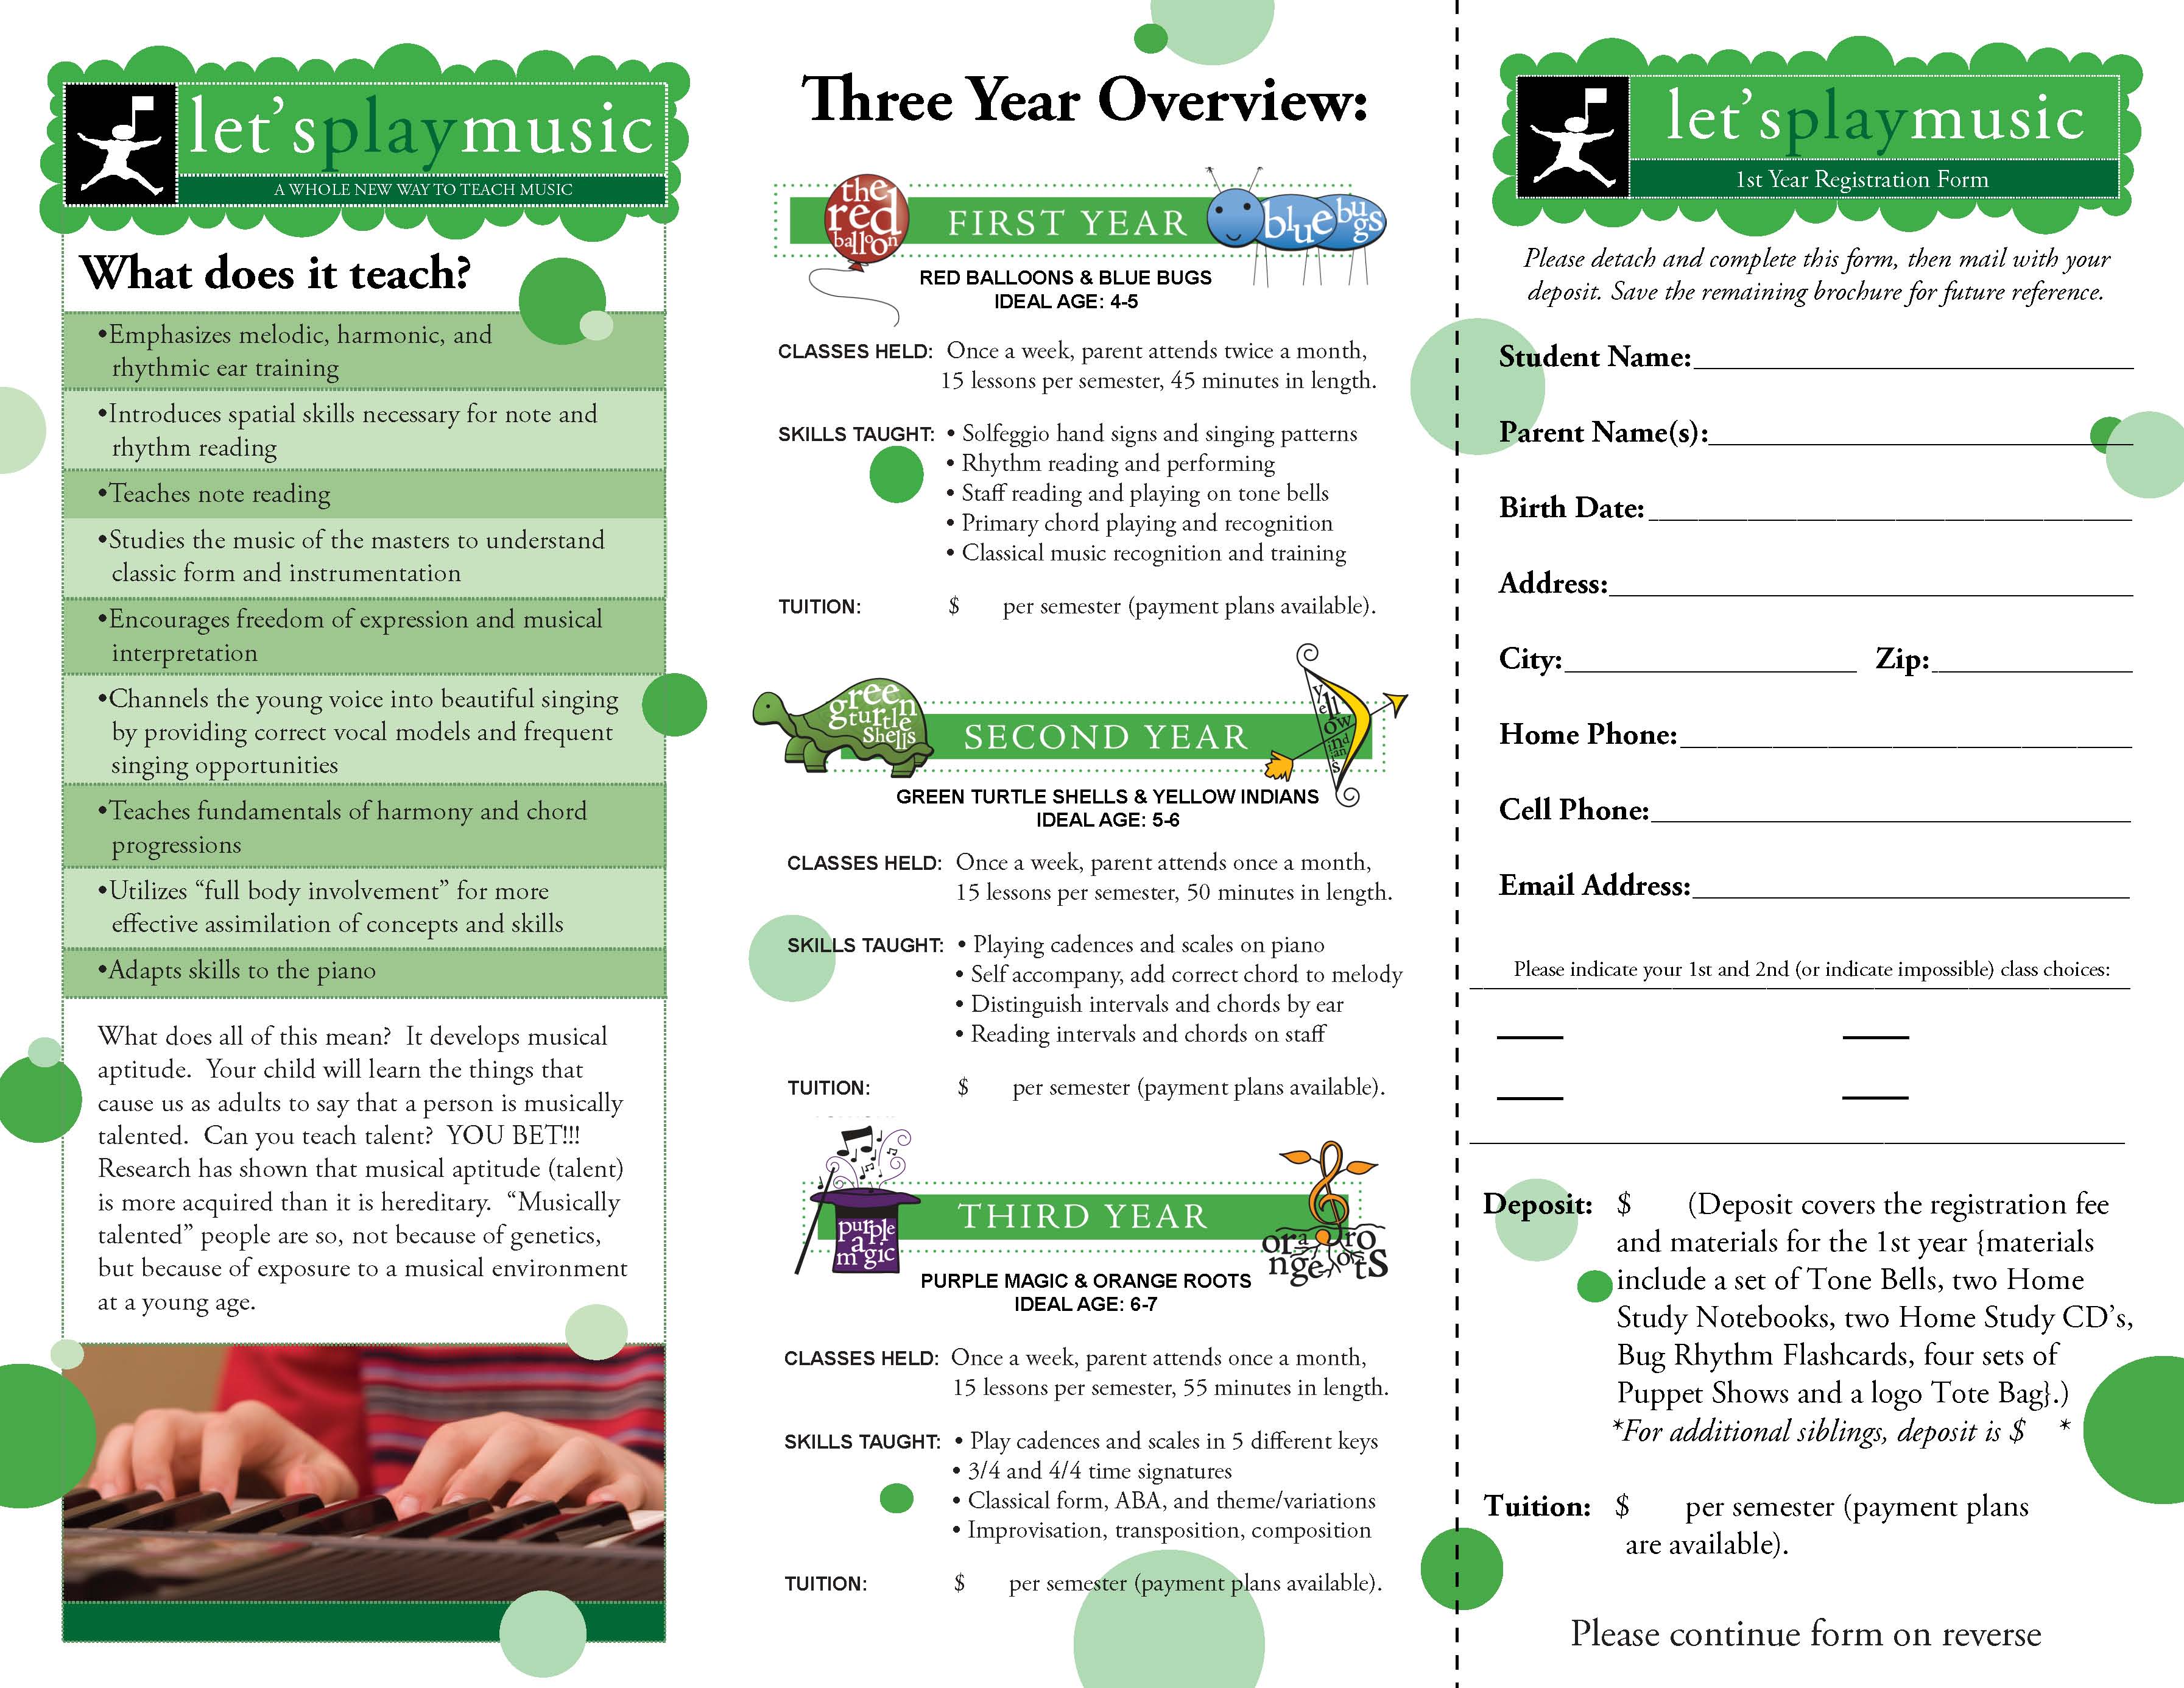 let'splaymusic
A WHOLE NEW WAY TO TEACH MUSIC
What does it teach?
•Emphasizes melodic, harmonic, and
rhythmic ear training
•Introduces spatial skills necessary for note and
rhythm reading
•Teaches note reading
•Studies the music of the masters to understand
classic form and instrumentation
•Encourages freedom of expression and musical
interpretation
•Channels the young voice into beautiful singing
by providing correct vocal models and frequent
singing opportunities
•Teaches fundamentals of harmony and chord
progressions
•Utilizes “full body involvement” for more
effective assimilation of concepts and skills
•Adapts skills to the piano
What does all of this mean? It develops musical
aptitude. Your child will learn the things that
cause us as adults to say that a person is musically
talented. Can you teach talent? YOU BET!!!
Research has shown that musical aptitude (talent)
is more acquired than it is hereditary. “Musically
talented” people are so, not because of genetics,
but because of exposure to a musical environment
at a young age.
Three Year Overview:
the
red
balloon
FIRST YEAR
blue bugs
RED BALLOONS & BLUE BUGS
IDEAL AGE: 4-5
CLASSES HELD: Once a week, parent attends twice a month,
15 lessons per semester, 45 minutes in length.
SKILLS TAUGHT: • Solfeggio hand signs and singing patterns
• Rhythm reading and performing
• Staff reading and playing on tone bells
• Primary chord playing and recognition
• Classical music recognition and training
TUITION: $ per semester (payment plans available).
green
turtle
shells
SECOND YEAR
yellow indians
GREEN TURTLE SHELLS & YELLOW INDIANS
IDEAL AGE: 5-6
CLASSES HELD: Once a week, parent attends once a month,
15 lessons per semester, 50 minutes in length.
SKILLS TAUGHT: • Playing cadences and scales on piano
• Self accompany, add correct chord to melody
• Distinguish intervals and chords by ear
• Reading intervals and chords on staff
TUITION: $ per semester (payment plans available).
purple
magic
THIRD YEAR
orange roots
PURPLE MAGIC & ORANGE ROOTS
IDEAL AGE: 6-7
CLASSES HELD: Once a week, parent attends once a month,
15 lessons per semester, 55 minutes in length.
SKILLS TAUGHT: • Play cadences and scales in 5 different keys
• 3/4 and 4/4 time signatures
• Classical form, ABA, and theme/variations
• Improvisation, transposition, composition
TUITION: $ per semester (payment plans available).
let'splaymusic
1st Year Registration Form
Please detach and complete this form, then mail with your
deposit. Save the remaining brochure for future reference.
Student Name:
Parent Name(s):
Birth Date:
Address:
City: Zip:
Home Phone:
Cell Phone:
Email Address:
Please indicate your 1st and 2nd (or indicate impossible) class choices:
Deposit: $ (Deposit covers the registration fee
and materials for the 1st year {materials
include a set of Tone Bells, two Home
Study Notebooks, two Home Study CD's,
Bug Rhythm Flashcards, four sets of
Puppet Shows and a logo Tote Bag}.)
*For additional siblings, deposit is $ *
Tuition: $ per semester (payment plans
are available).
Please continue form on reverse